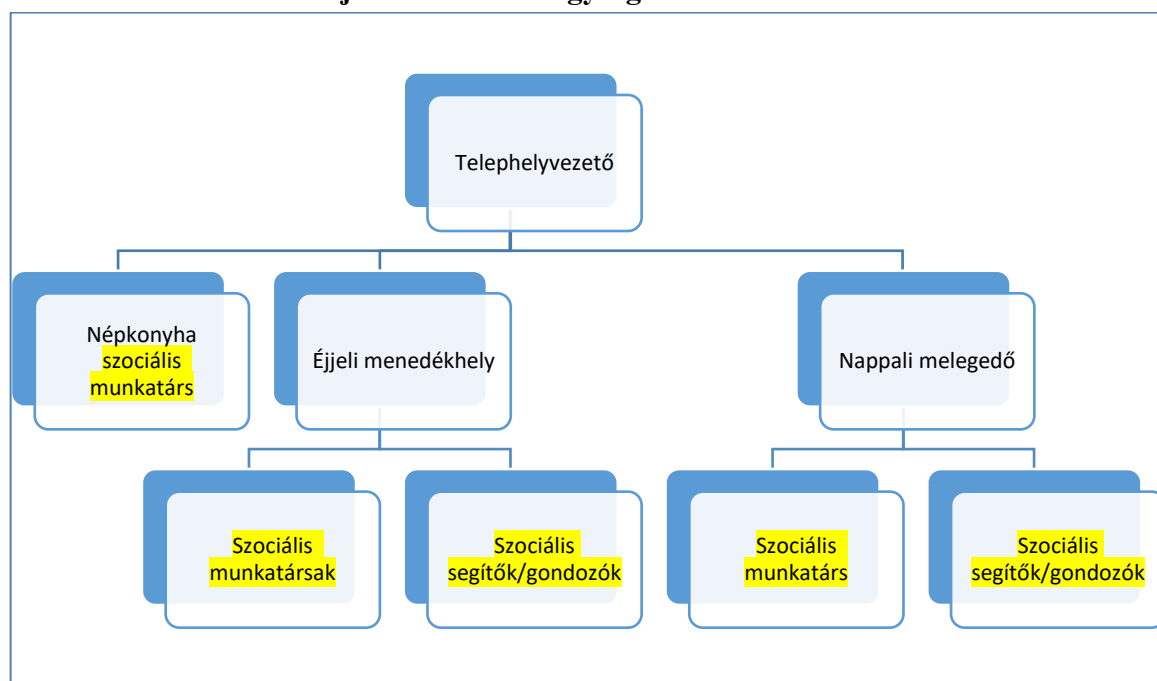 Telephelyvezető
Népkonyha
szociális
munkatárs
Éjjeli menedékhely
Nappali melegedő
Szociális
munkatársak
Szociális
segítők/gondozók
Szociális
munkatárs
Szociális
segítők/gondozók